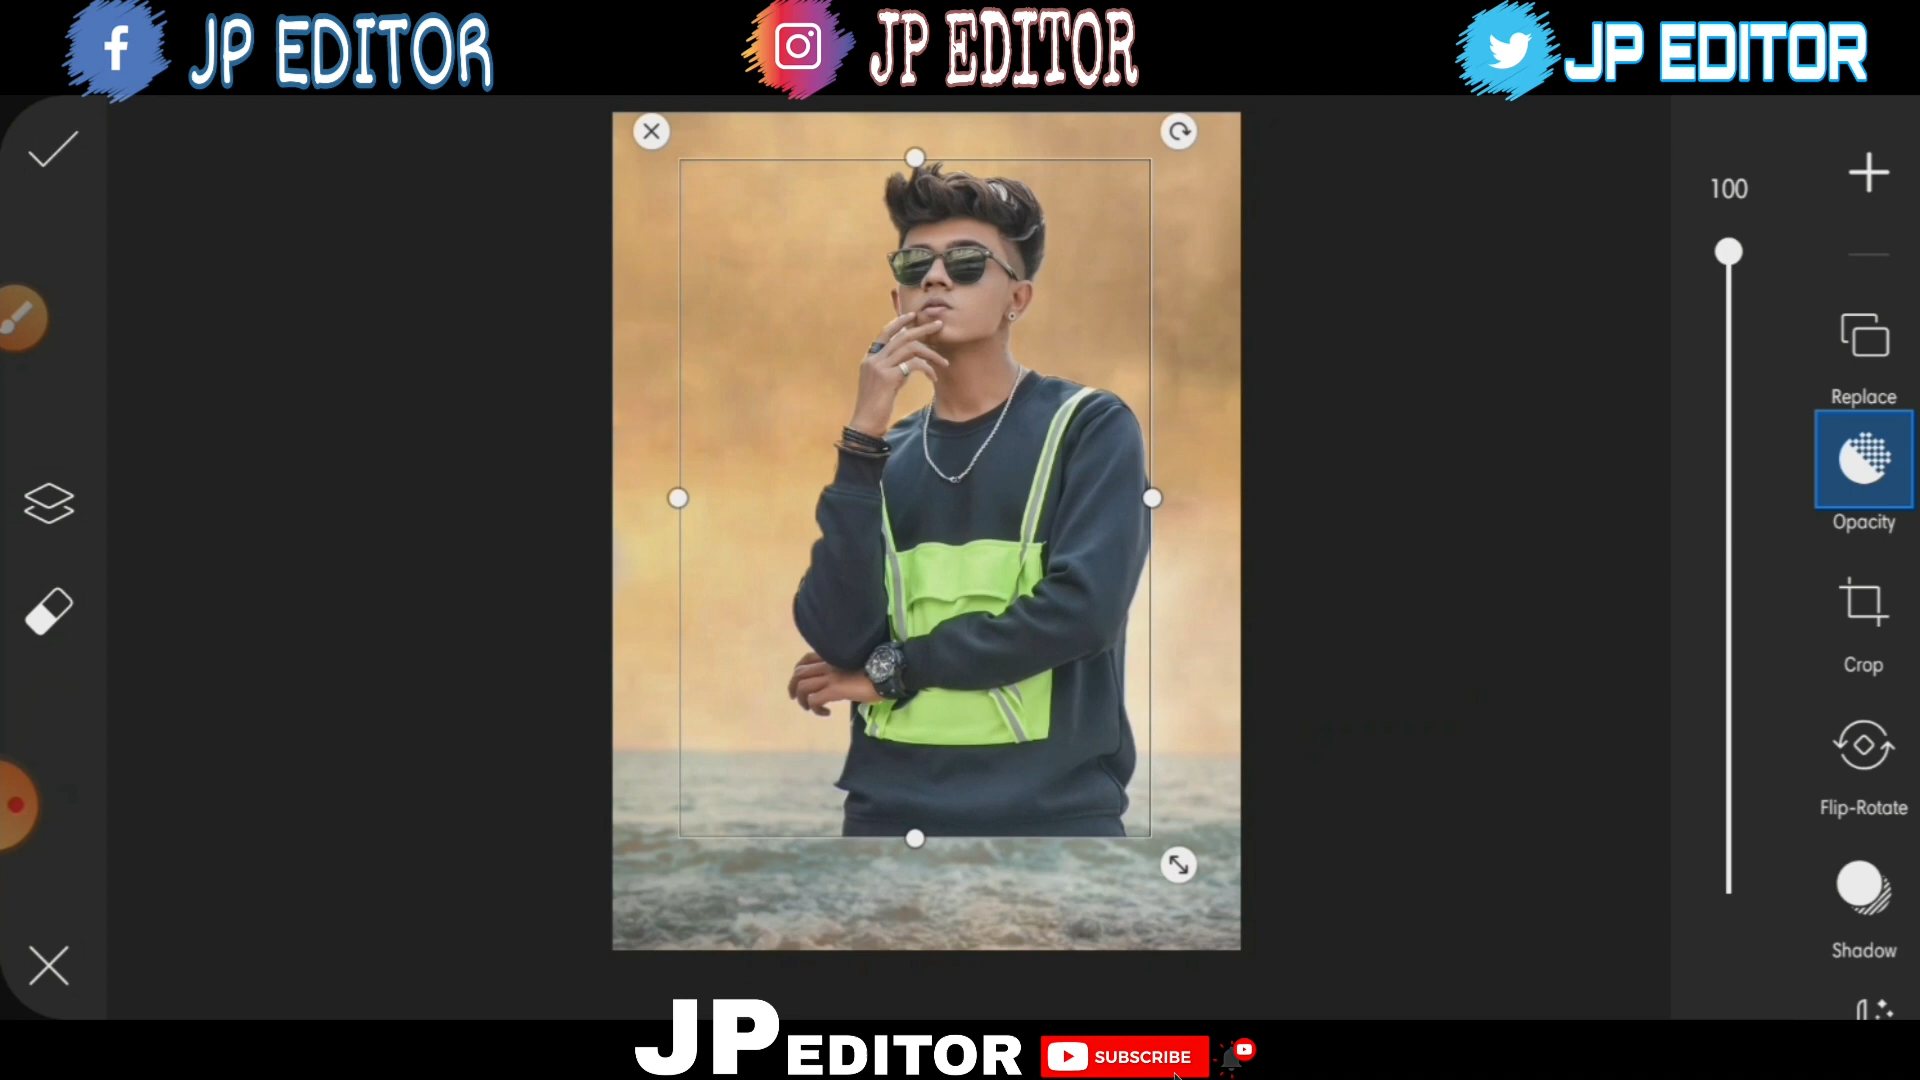 f JP EDITOR
JP EDITOR
JP EDITOR
100
Replace
Opacity
Crop
Flip-Rotate
Shadow
JP EDITOR
SUBSCRIBE